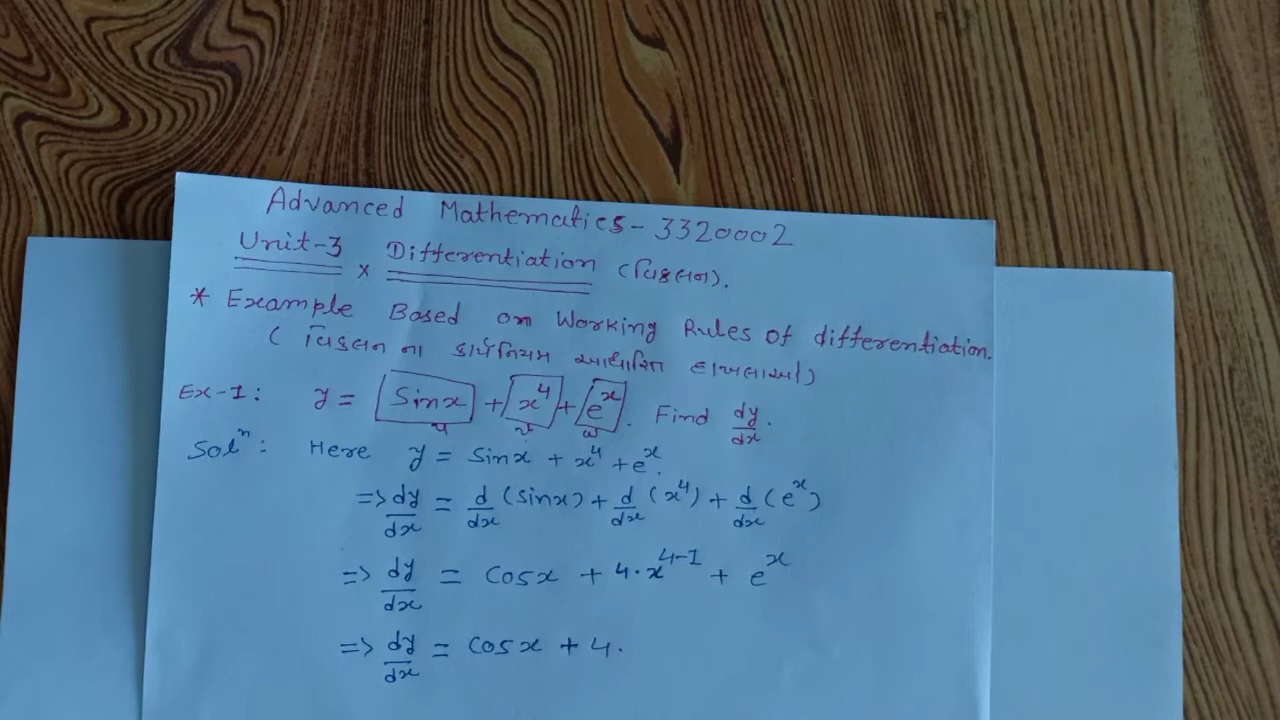 Advanced Mathematics - 3320002
Unit-3 × Differentiation (વિકલન).
* Example Based on Working Rules of differentiation.
( વિકલન ના કાર્યનિયમ આધારિત દાખલાઓ)
Ex-1: y = Sinx + x⁴ + eˣ. Find dy/dx.
u v w
Solⁿ: Here y = Sinx + x⁴ + eˣ.
=> dy/dx = d/dx (sinx) + d/dx (x⁴) + d/dx (eˣ)
=> dy/dx = Cosx + 4·x⁴⁻¹ + eˣ
=> dy/dx = Cosx + 4.